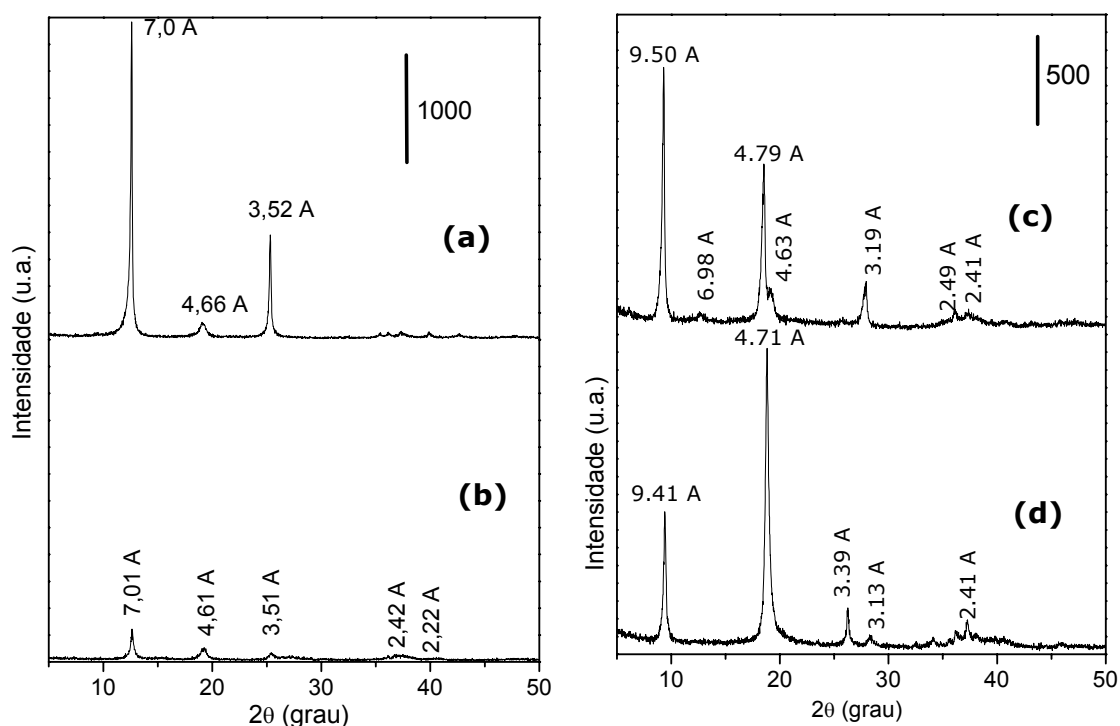 7,0 A
1000
3,52 A
(a)
4,66 A
(b)
7,01 A
4,61 A
3,51 A
2,42 A
2,22 A
Intensidade (u.a.)
10 20 30 40 50
2θ (grau)
9.50 A
500
4.79 A
(c)
6.98 A
4.63 A
3.19 A
2.49 A
2.41 A
4.71 A
9.41 A
(d)
3.39 A
3.13 A
2.41 A
Intensidade (u.a.)
10 20 30 40 50
2θ (grau)